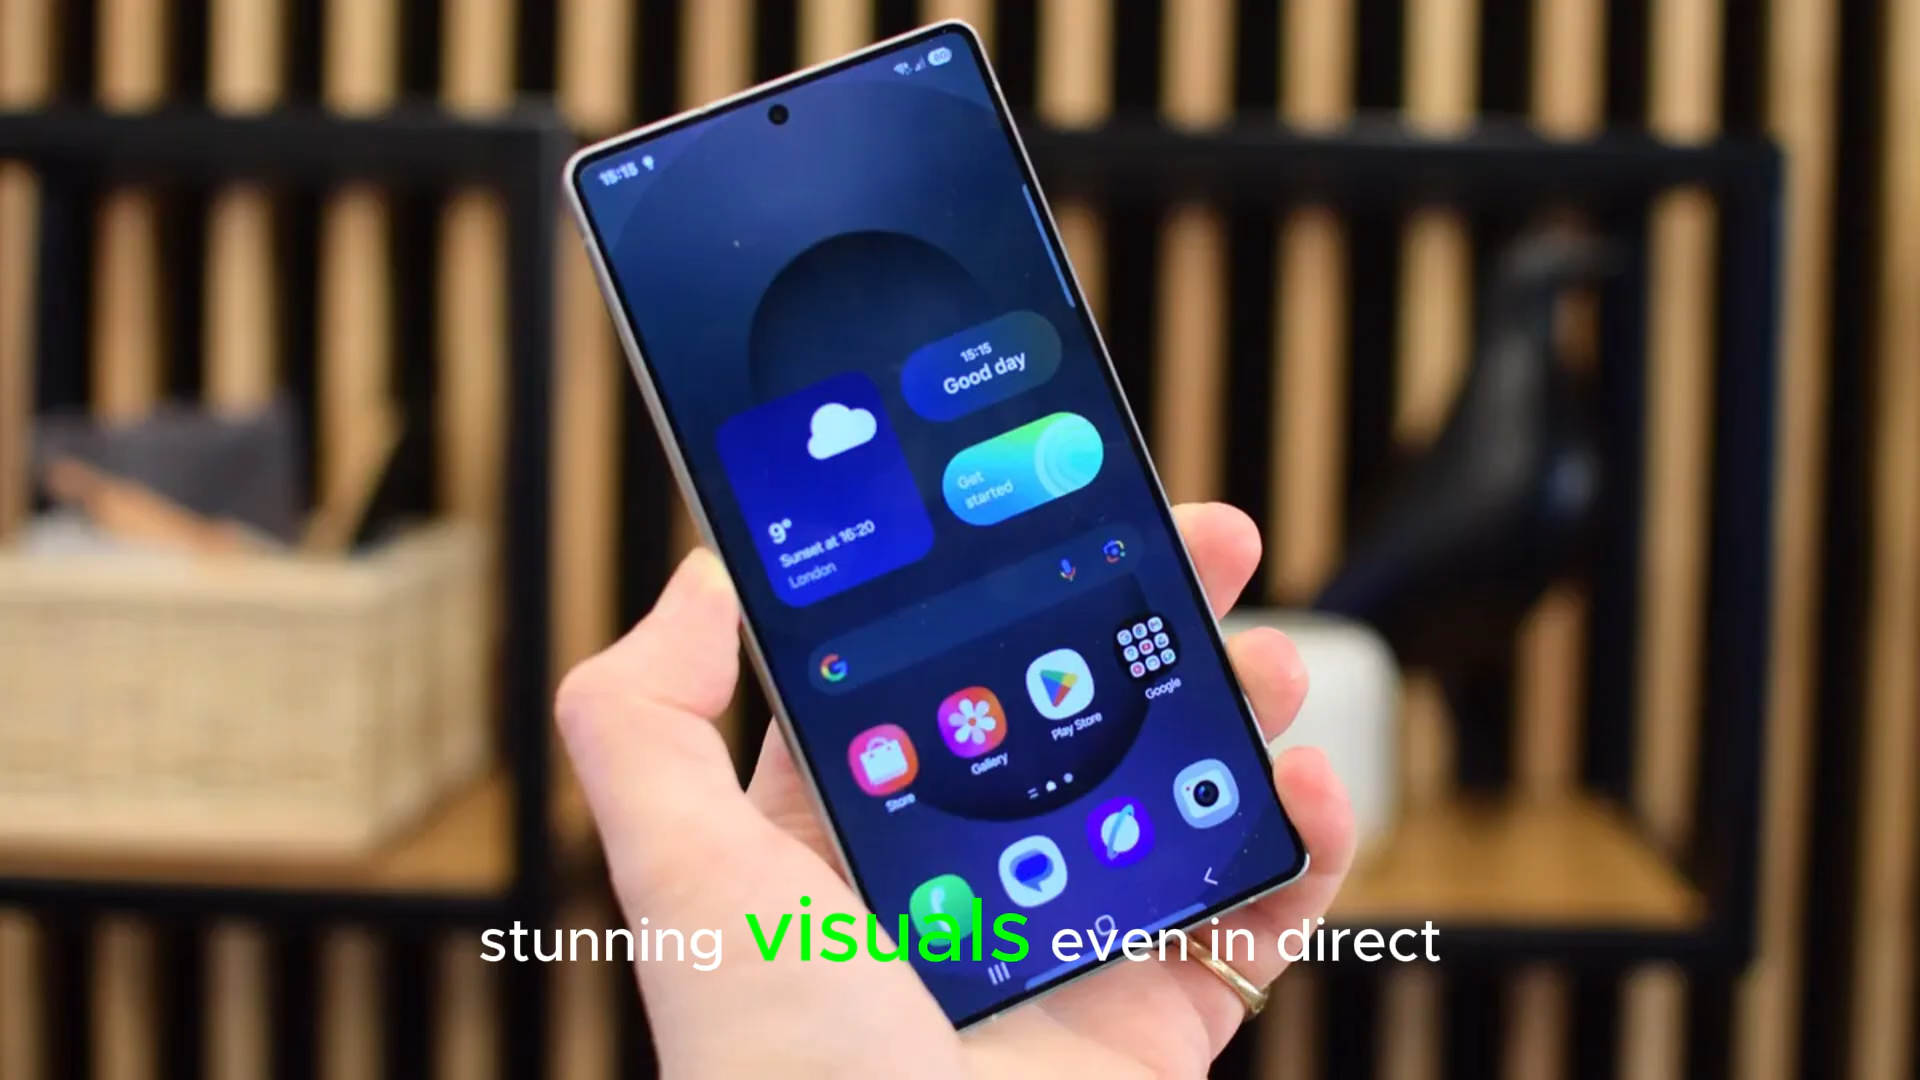 15:15
15:15
Good day
Get
started
9°
Sunset at 16:20
London
Google
Play Store
Gallery
Store
stunning visuals even in direct